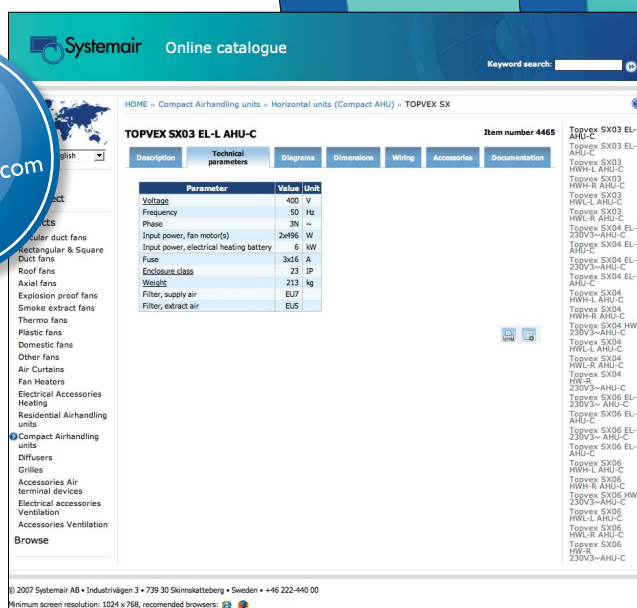 Systemair Online catalogue
Keyword search:
.com
HOME » Compact Airhandling units » Horizontal units (Compact AHU) » TOPVEX SX
TOPVEX SX03 EL-L AHU-C
Item number 4465
Description
Technical parameters
Diagrams
Dimensions
Wiring
Accessories
Documentation
Parameter Value Unit
Voltage 400 V
Frequency 50 Hz
Phase 3N ~
Input power, fan motor(s) 2x496 W
Input power, electrical heating battery 6 kW
Fuse 3x16 A
Enclosure class 23 IP
Weight 213 kg
Filter, supply air EU7
Filter, extract air EU5
duct fans
Rectangular & Square
Duct fans
Roof fans
Axial fans
Explosion proof fans
Smoke extract fans
Thermo fans
Plastic fans
Domestic fans
Other fans
Air Curtains
Fan Heaters
Electrical Accessories
Heating
Residential Airhandling
units
Compact Airhandling
units
Diffusers
Grilles
Accessories Air
terminal devices
Electrical accessories
Ventilation
Accessories Ventilation
Browse
Topvex SX03 EL-
AHU-C
Topvex SX03 EL-
AHU-C
Topvex SX03
HWH-L AHU-C
Topvex SX03
HWH-R AHU-C
Topvex SX03
HWL-L AHU-C
Topvex SX03
HWL-R AHU-C
Topvex SX04 EL-
230V3~AHU-C
Topvex SX04 EL-
AHU-C
Topvex SX04 EL-
230V3~AHU-C
Topvex SX04 EL-
AHU-C
Topvex SX04
HWH-L AHU-C
Topvex SX04
HWH-R AHU-C
Topvex SX04 HW
230V3~AHU-C
Topvex SX04
HWL-L AHU-C
Topvex SX04
HWL-R AHU-C
Topvex SX04
HW-R
230V3~AHU-C
Topvex SX06 EL-
230V3~ AHU-C
Topvex SX06 EL-
AHU-C
Topvex SX06 EL-
230V3~ AHU-C
Topvex SX06 EL-
AHU-C
Topvex SX06
HWH-L AHU-C
Topvex SX06
HWH-R AHU-C
Topvex SX06 HW
230V3~AHU-C
Topvex SX06
HWL-L AHU-C
Topvex SX06
HWL-R AHU-C
Topvex SX06
HW-R
230V3~AHU-C
© 2007 Systemair AB • Industrivägen 3 • 739 30 Skinnskatteberg • Sweden • +46 222-440 00
Minimum screen resolution: 1024 x 768, recomended browsers: